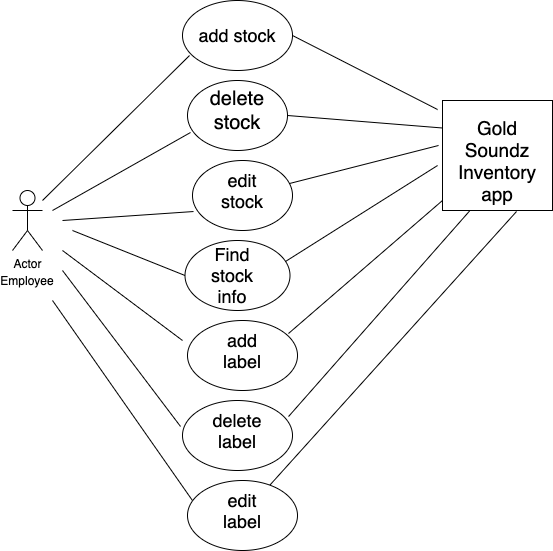 add stock
delete
stock
edit
stock
Find
stock
info
add
label
delete
label
edit
label
Actor
Employee
Gold
Soundz
Inventory
app